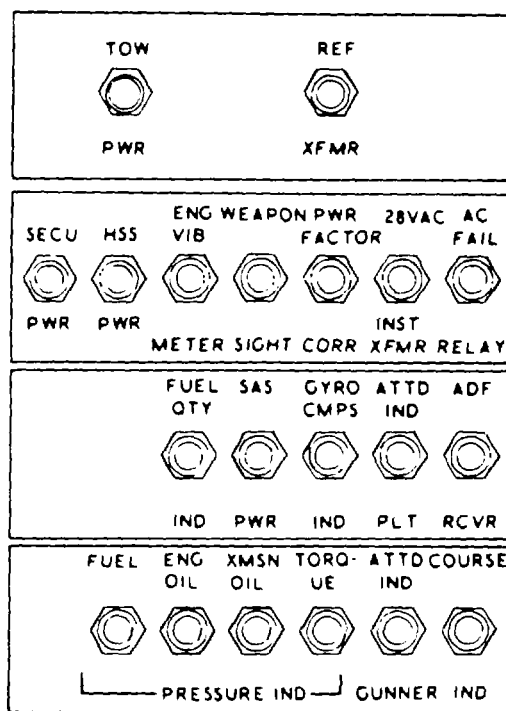 TOW REF
PWR XFMR
ENG WEAPON PWR 28VAC AC
SECU HSS VIB FACTOR FAIL
PWR PWR INST
METER SIGHT CORR XFMR RELAY
FUEL SAS GYRO ATTD ADF
QTY CMPS IND
IND PWR IND PLT RCVR
FUEL ENG XMSN TORQ- ATTD COURSE
OIL OIL UE IND
PRESSURE IND GUNNER IND